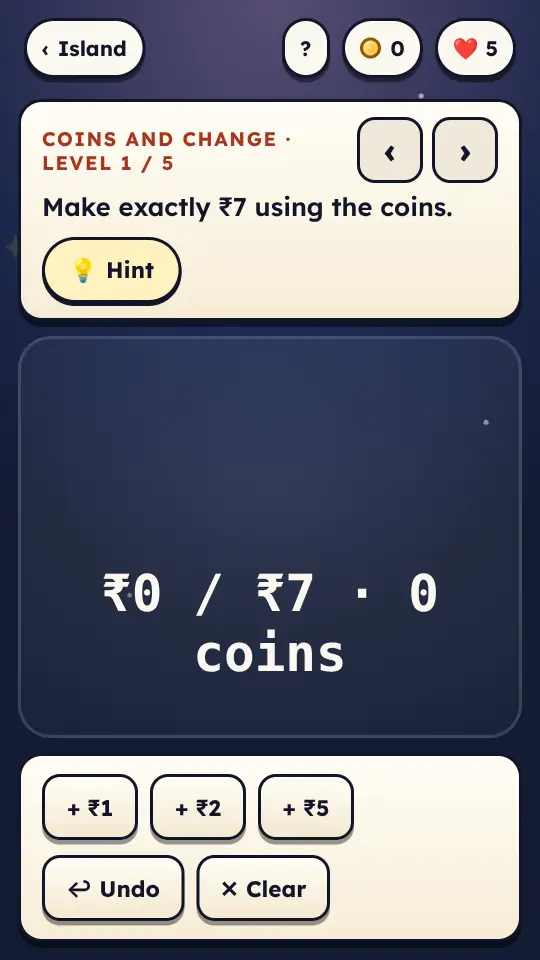 ‹ Island
?
0
5
COINS AND CHANGE ·
LEVEL 1 / 5
‹
›
Make exactly ₹7 using the coins.
Hint
₹0 / ₹7 · 0
coins
+ ₹1
+ ₹2
+ ₹5
↩ Undo
✕ Clear